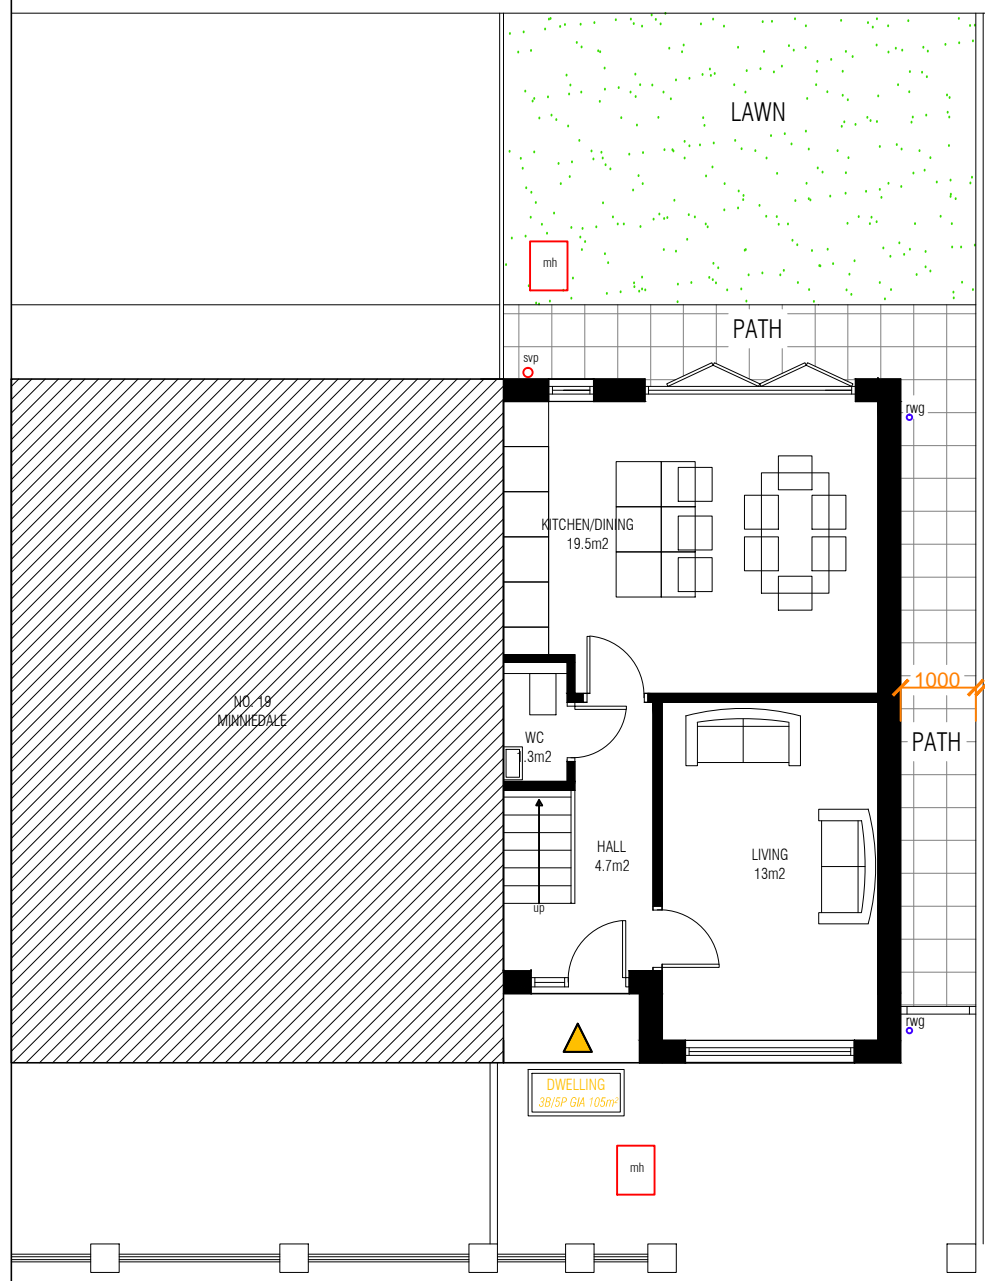 LAWN
mh
PATH
svp
rwg
KITCHEN/DINING
19.5m2
1000
NO. 19
MINNIEDALE
WC
1.3m2
PATH
HALL
4.7m2
LIVING
13m2
up
rwg
DWELLING
3B/5P GIA 105m²
mh